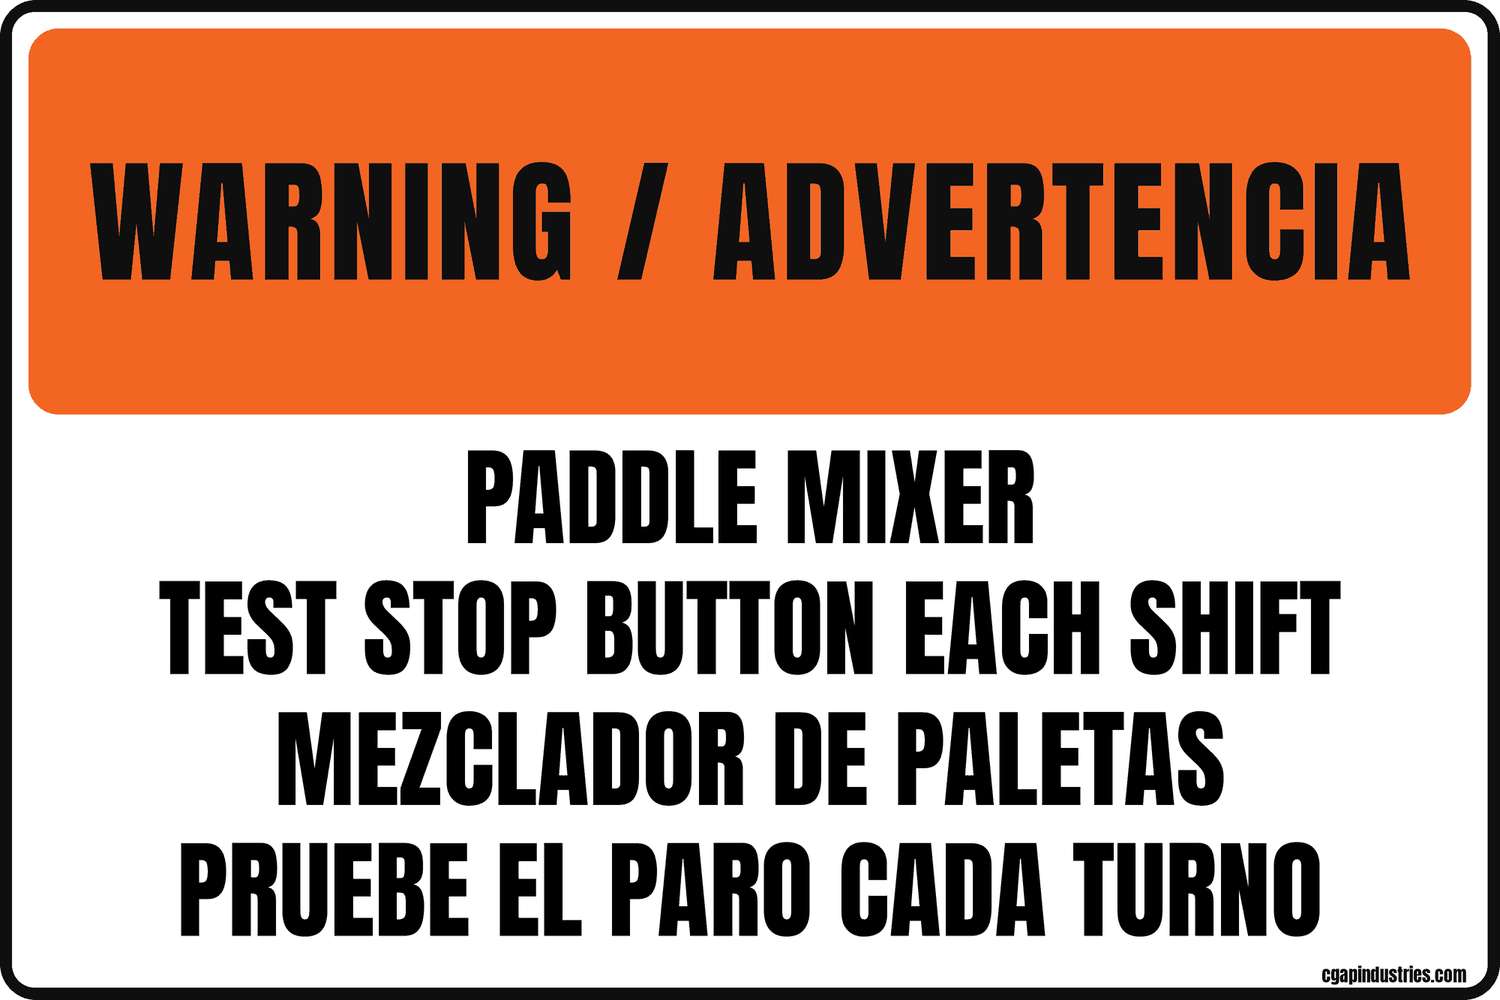 WARNING / ADVERTENCIA
PADDLE MIXER
TEST STOP BUTTON EACH SHIFT
MEZCLADOR DE PALETAS
PRUEBE EL PARO CADA TURNO
cgapindustries.com